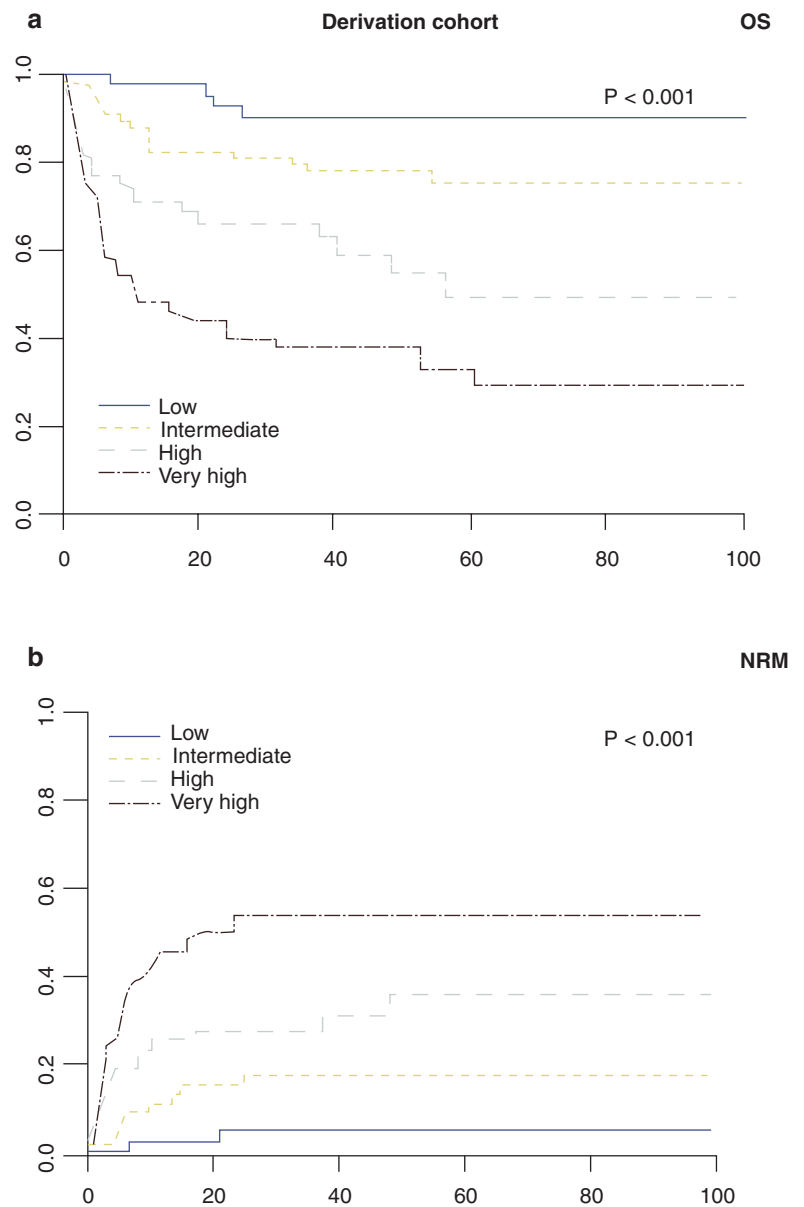 a
Derivation cohort
OS
1.0
0.8
0.6
0.4
0.2
0.0
P < 0.001
Low
Intermediate
High
Very high
0 20 40 60 80 100
b
NRM
1.0
0.8
0.6
0.4
0.2
0.0
Low
Intermediate
High
Very high
P < 0.001
0 20 40 60 80 100